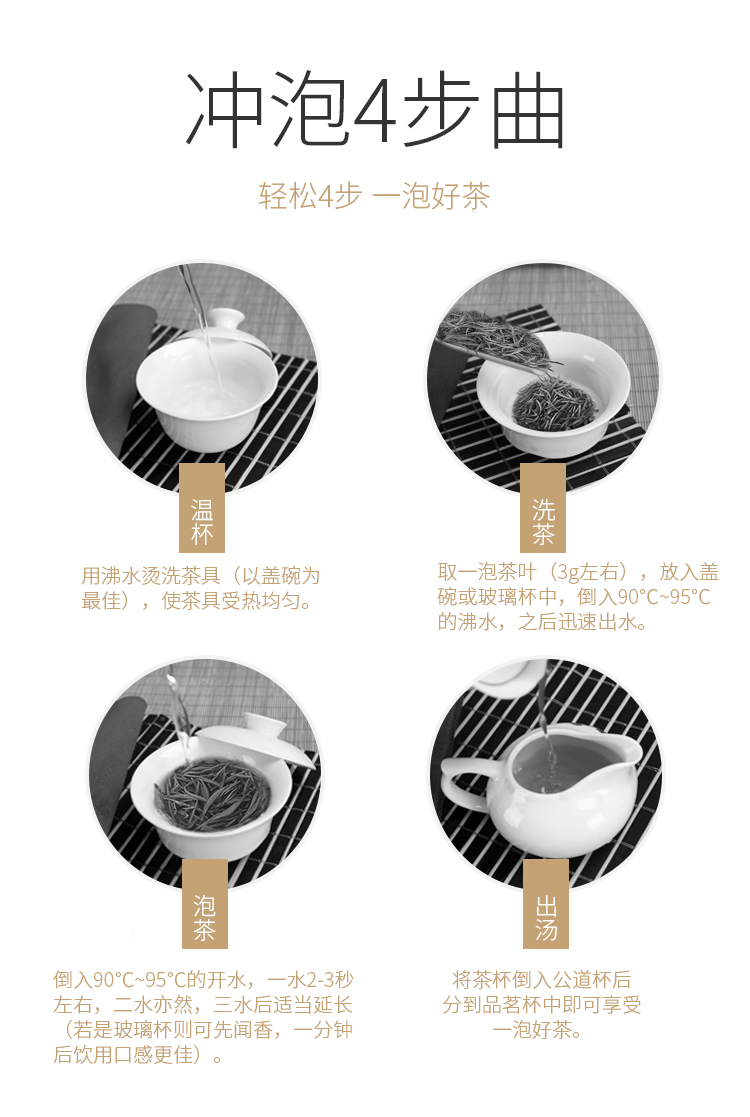 冲泡4步曲
轻松4步 一泡好茶
温杯
用沸水烫洗茶具（以盖碗为
最佳），使茶具受热均匀。
洗茶
取一泡茶叶（3g左右），放入盖
碗或玻璃杯中，倒入90℃~95℃
的沸水，之后迅速出水。
泡茶
倒入90℃~95℃的开水，一水2-3秒
左右，二水亦然，三水后适当延长
（若是玻璃杯则可先闻香，一分钟
后饮用口感更佳）。
出汤
将茶杯倒入公道杯后
分到品茗杯中即可享受
一泡好茶。